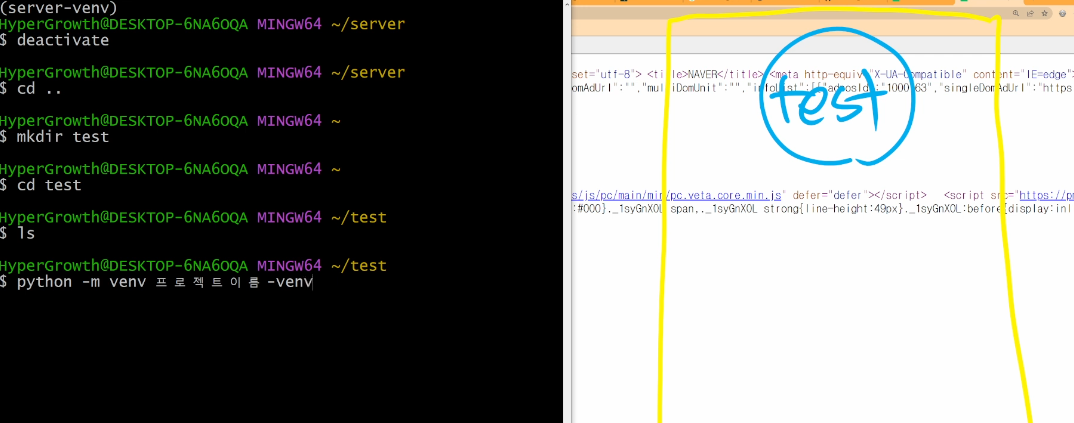 (server-venv)
HyperGrowth@DESKTOP-6NA6OQA MINGW64 ~/server
$ deactivate
HyperGrowth@DESKTOP-6NA6OQA MINGW64 ~/server
$ cd ..
HyperGrowth@DESKTOP-6NA6OQA MINGW64 ~
$ mkdir test
HyperGrowth@DESKTOP-6NA6OQA MINGW64 ~
$ cd test
HyperGrowth@DESKTOP-6NA6OQA MINGW64 ~/test
$ ls
HyperGrowth@DESKTOP-6NA6OQA MINGW64 ~/test
$ python -m venv 프로젝트이름-venv
set="utf-8"> <title>NAVER</title> <meta http-equiv="X-UA-Compatible" content="IE=edge">
omAdUrl":"","multiDomUnit":"","infoList":[{"adposId":"1000163","singleDomAdUrl":"https
test
s/js/pc/main/min/pc.veta.core.min.js" defer="defer"></script> <script src="https://pm
:#000}._1syGnXOL span,._1syGnXOL strong{line-height:49px}._1syGnXOL:before{display:inl